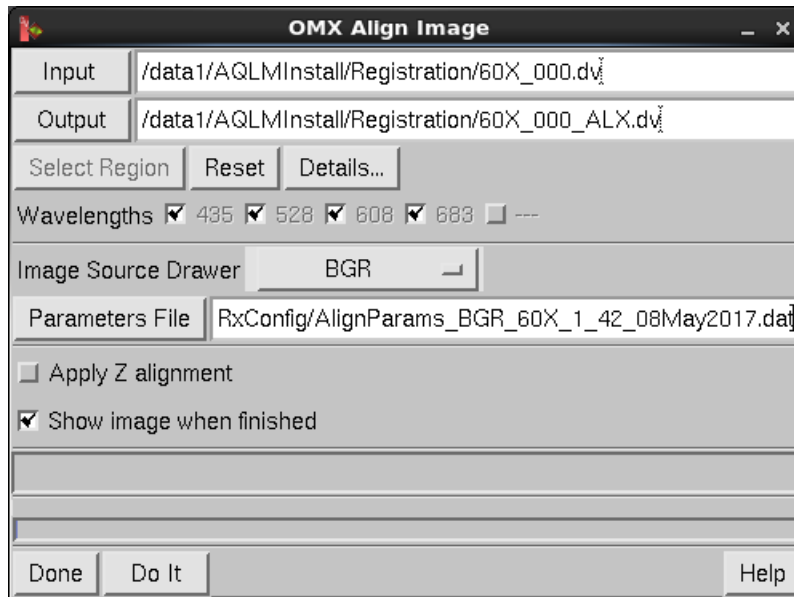 OMX Align Image
Input /data1/AQLMInstall/Registration/60X_000.dv
Output /data1/AQLMInstall/Registration/60X_000_ALX.dv
Select Region Reset Details...
Wavelengths 435 528 608 683 ---
Image Source Drawer BGR
Parameters File RxConfig/AlignParams_BGR_60X_1_42_08May2017.dat
Apply Z alignment
Show image when finished
Done Do It Help